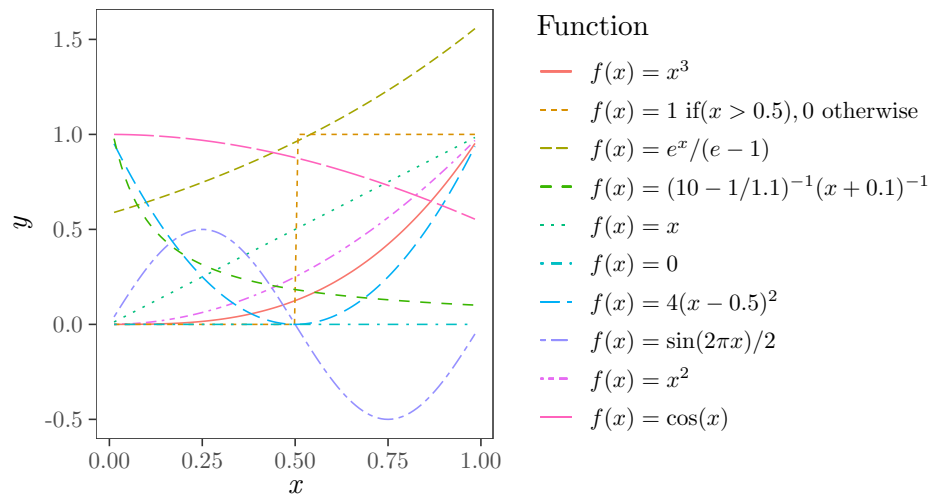 Function
f(x) = x³
f(x) = 1 if(x > 0.5), 0 otherwise
f(x) = eˣ/(e − 1)
f(x) = (10 − 1/1.1)⁻¹(x + 0.1)⁻¹
f(x) = x
f(x) = 0
f(x) = 4(x − 0.5)²
f(x) = sin(2πx)/2
f(x) = x²
f(x) = cos(x)
1.5
1.0
0.5
0.0
-0.5
y
0.00 0.25 0.50 0.75 1.00
x